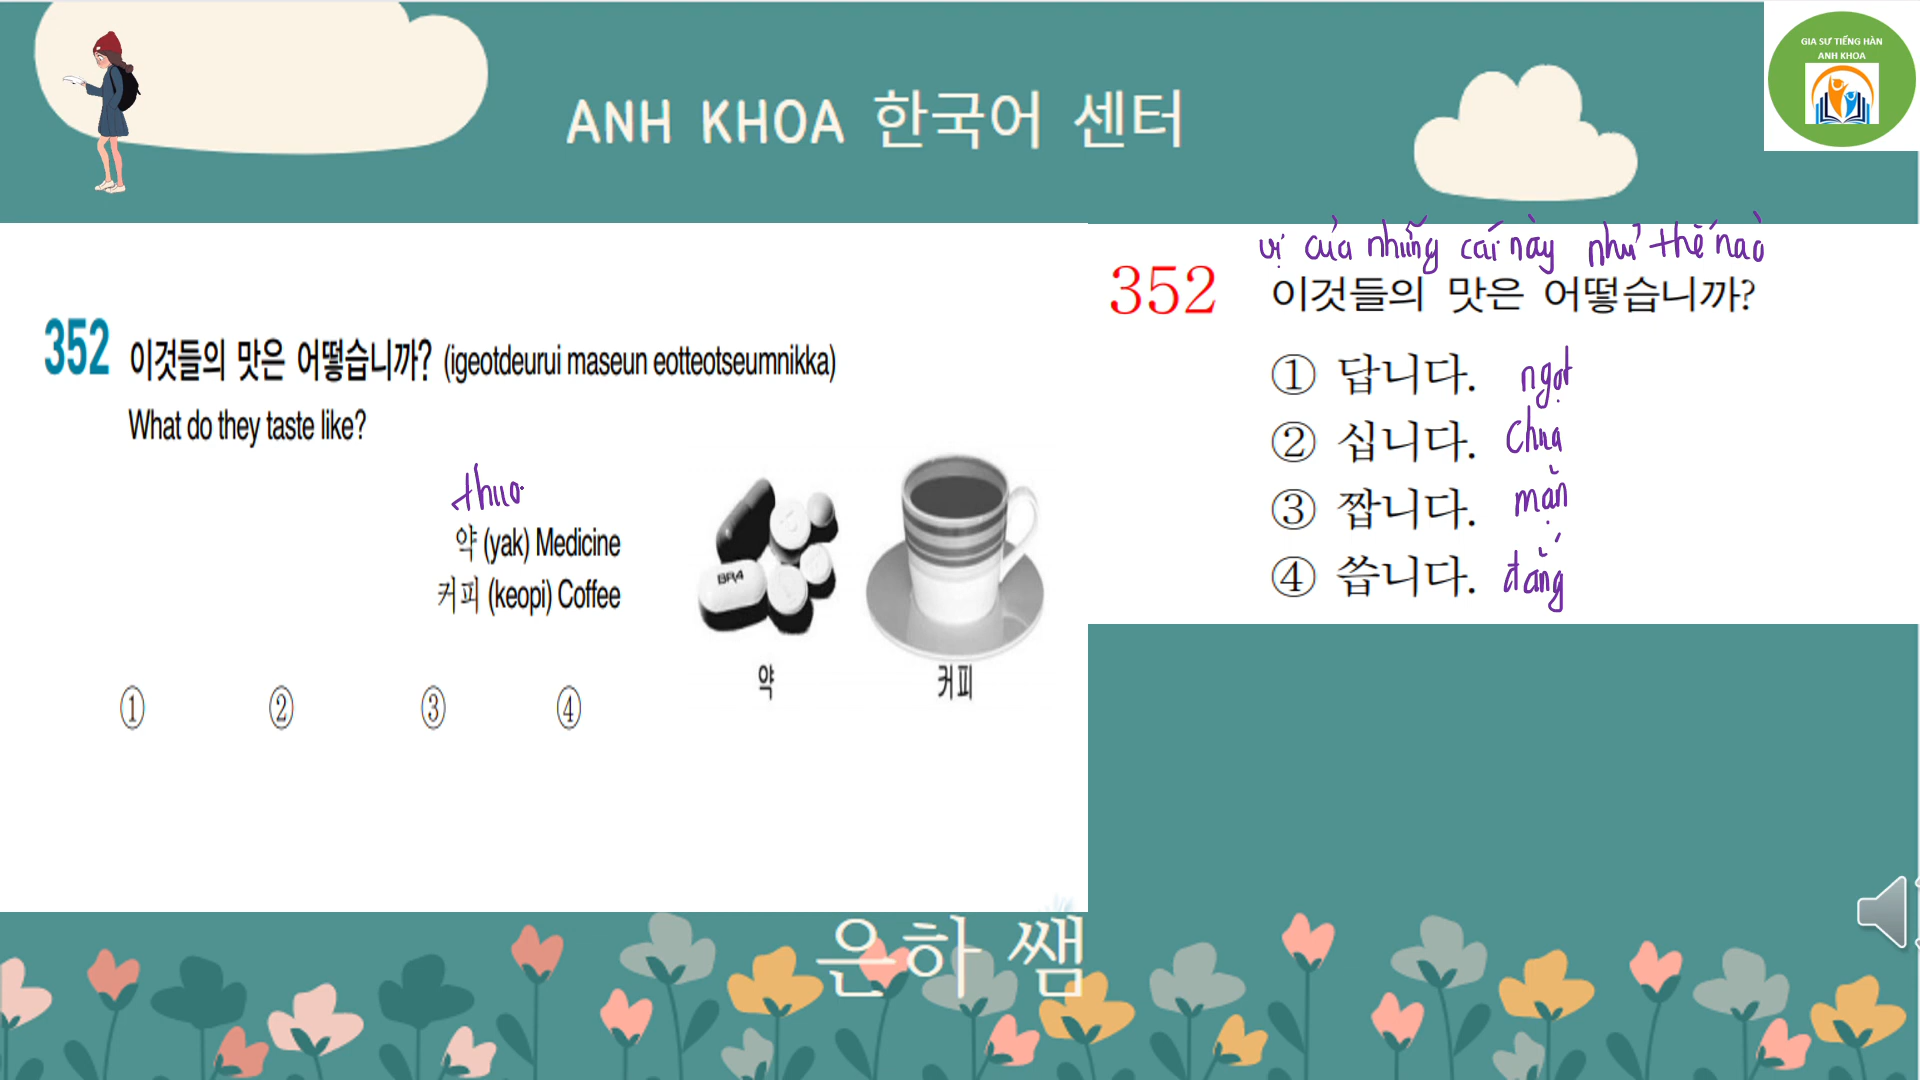 GIA SƯ TIẾNG HÀN
ANH KHOA
ANH KHOA 한국어 센터
352 이것들의 맛은 어떻습니까? (igeotdeurui maseun eotteotseumnikka)
What do they taste like?
thuo
약 (yak) Medicine
커피 (keopi) Coffee
BR4
약 커피
① ② ③ ④
vị của những cái này như thế nào
352 이것들의 맛은 어떻습니까?
① 답니다. ngọt
② 십니다. chua
③ 짭니다. mặn
④ 씁니다. đắng
은하 쌤